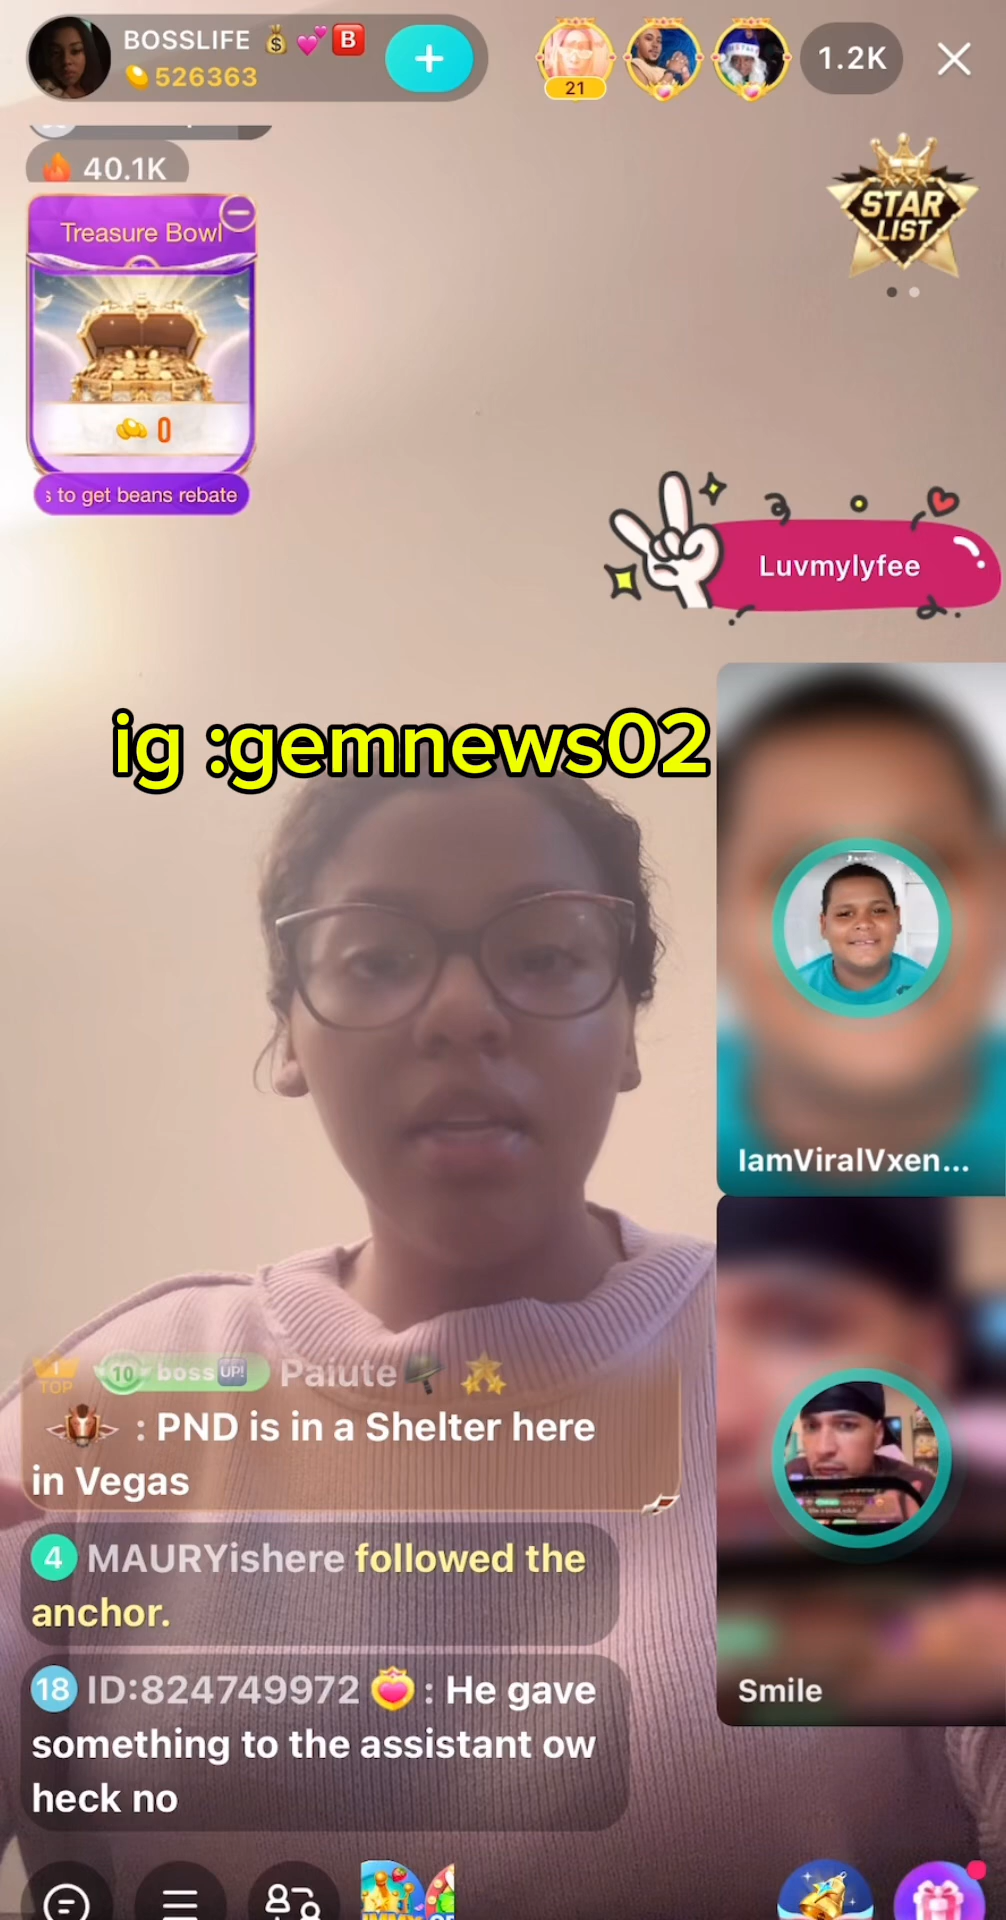 BOSSLIFE 💰 💕 B
526363
21
1.2K
40.1K
Treasure Bowl
0
s to get beans rebate
STAR
LIST
Luvmylyfee
ig :gemnews02
IamViralVxen...
1
TOP
10 boss UP! Paiute
: PND is in a Shelter here
in Vegas
4 MAURYishere followed the
anchor.
18 ID:824749972 : He gave
something to the assistant ow
heck no
Smile